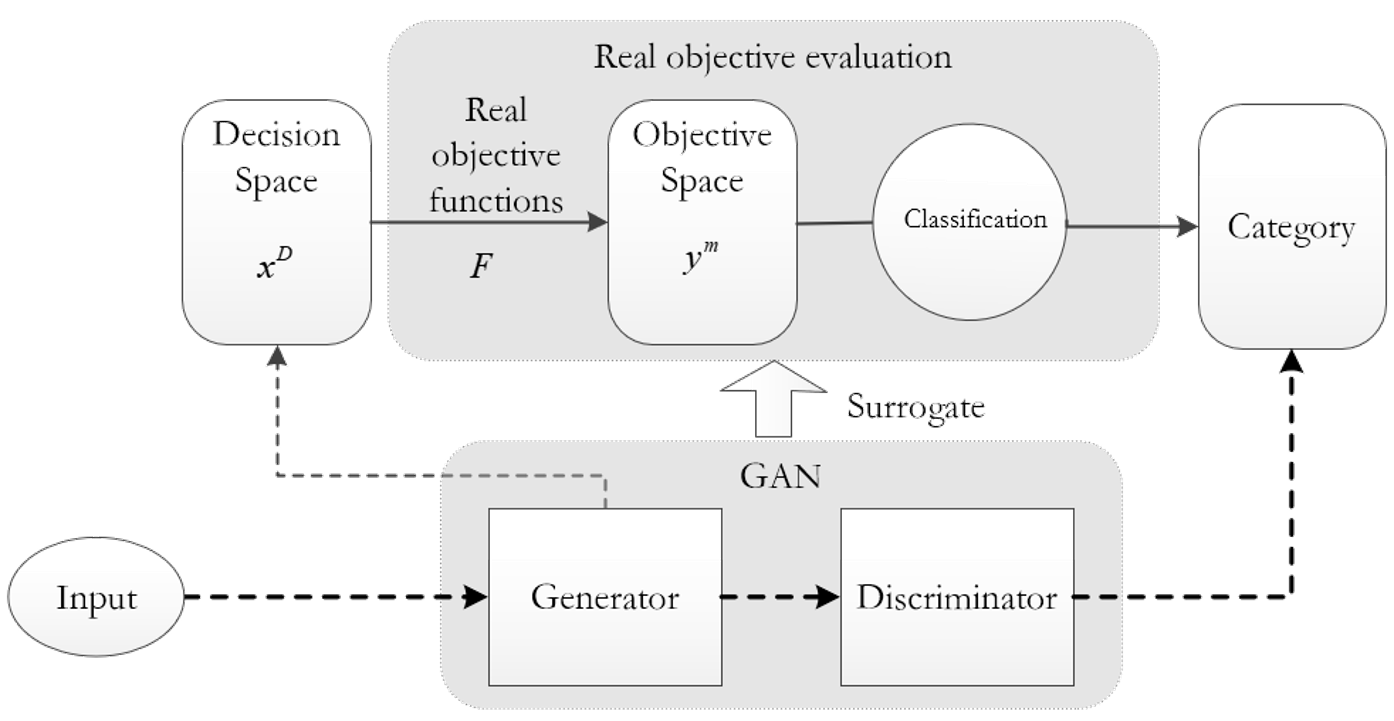 Real objective evaluation
Decision
Space
x^D
Real
objective
functions
F
Objective
Space
y^m
Classification
Category
Surrogate
GAN
Input
Generator
Discriminator